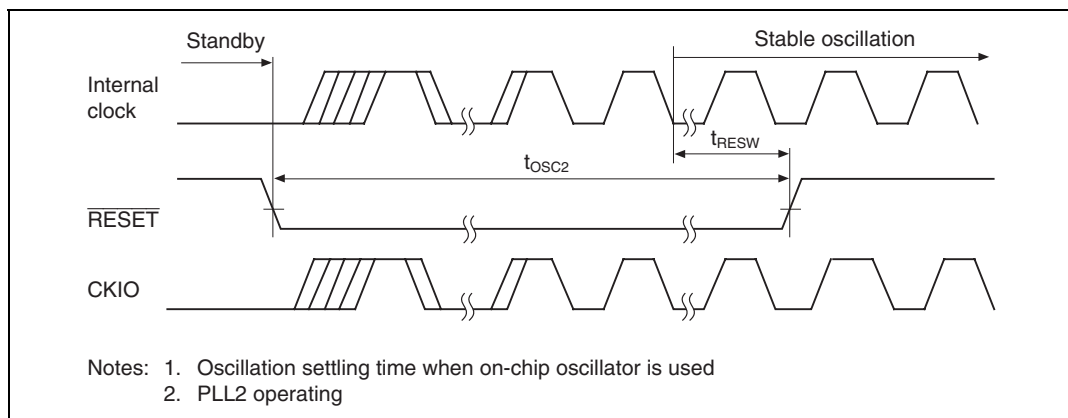 Standby
Stable oscillation
Internal
clock
tRESW
tOSC2
RESET
CKIO
Notes: 1. Oscillation settling time when on-chip oscillator is used
2. PLL2 operating